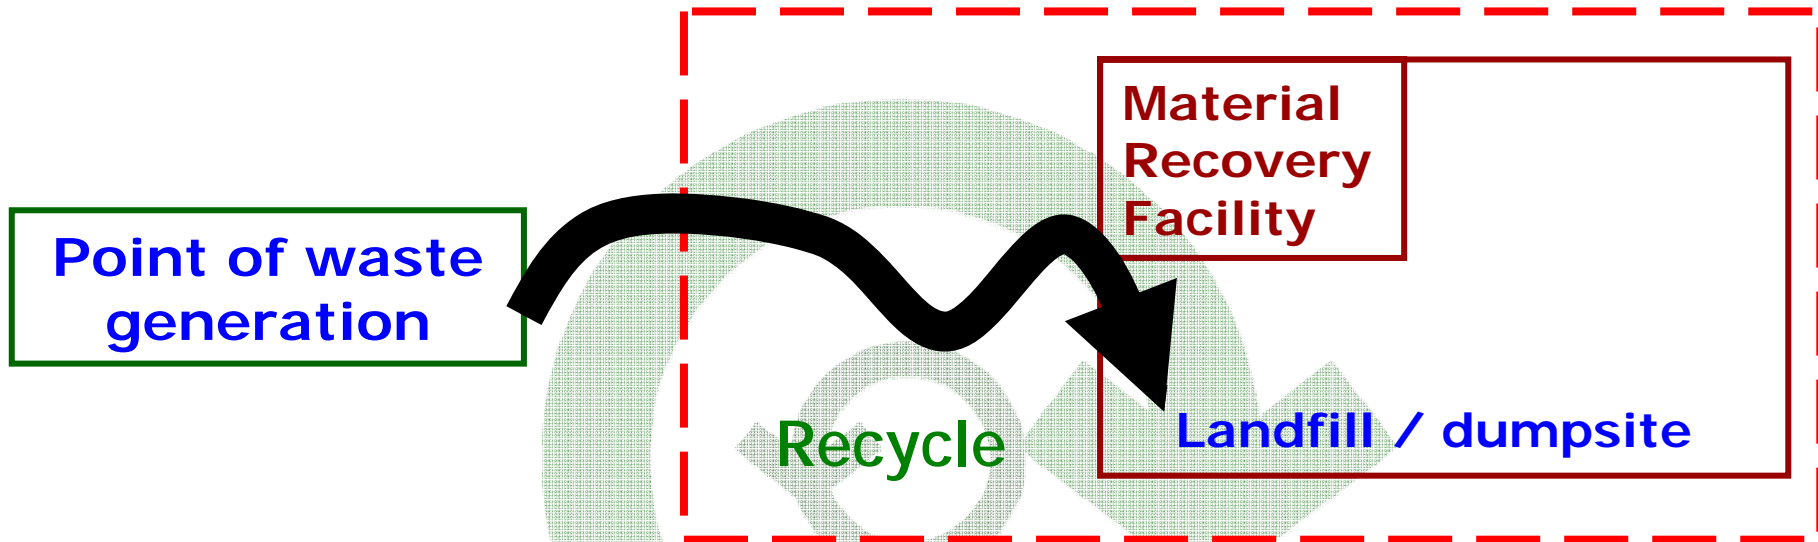 Material
Recovery
Facility
Point of waste
generation
Recycle
Landfill / dumpsite